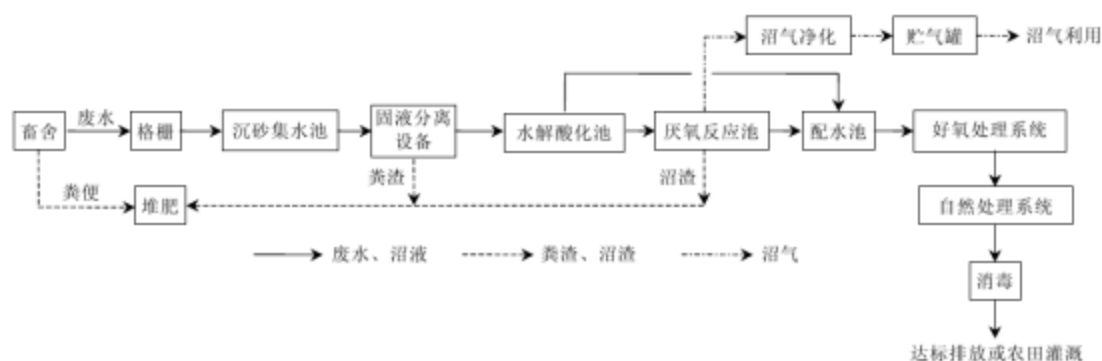 沼气净化
贮气罐
沼气利用
畜舍
废水
格栅
沉砂集水池
固液分离
设备
水解酸化池
厌氧反应池
配水池
好氧处理系统
粪渣
沼渣
粪便
堆肥
自然处理系统
废水、沼液
粪渣、沼渣
沼气
消毒
达标排放或农田灌溉